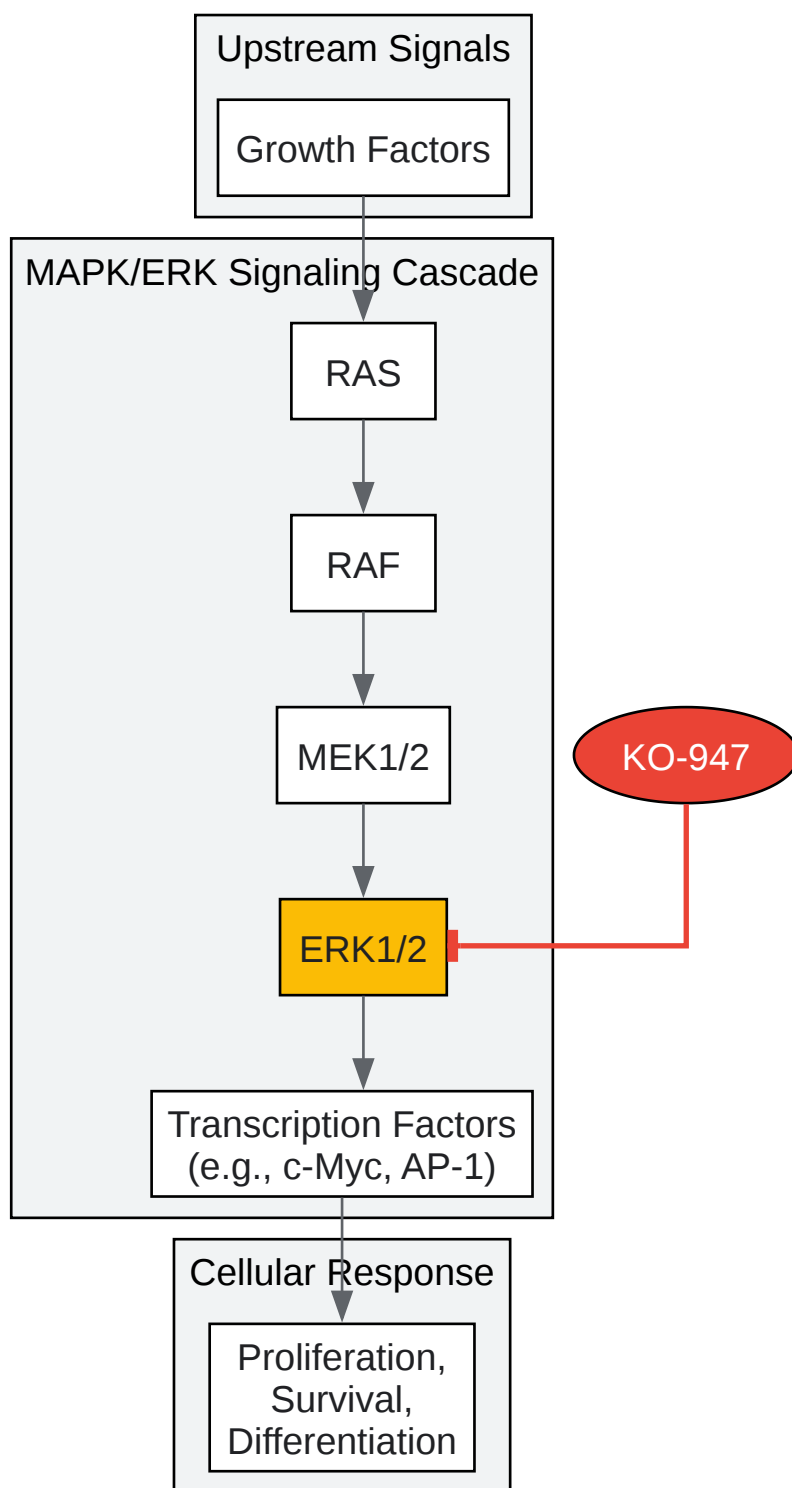 Upstream Signals
Growth Factors
MAPK/ERK Signaling Cascade
RAS
RAF
MEK1/2
KO-947
ERK1/2
Transcription Factors
(e.g., c-Myc, AP-1)
Cellular Response
Proliferation,
Survival,
Differentiation